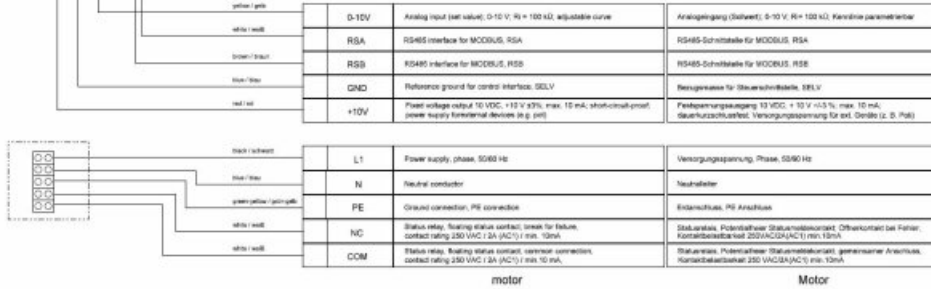 yellow / gelb
0-10V
Analog input (set value); 0-10 V; Ri = 100 kΩ; adjustable curve
Analogeingang (Sollwert); 0-10 V; Ri= 100 kΩ; Kennlinie parametrierbar
white / weiß
RSA
RS485 interface for MODBUS, RSA
RS485-Schnittstelle für MODBUS, RSA
brown / braun
RSB
RS485 interface for MODBUS, RSB
RS485-Schnittstelle für MODBUS, RSB
blue / blau
GND
Reference ground for control interface, SELV
Bezugsmasse für Steuerschnittstelle, SELV
red / rot
+10V
Fixed voltage output 10 VDC, +10 V ±3%; max. 10 mA; short-circuit-proof;
power supply forexternal devices (e.g. pot)
Festspannungsausgang 10 VDC, + 10 V +/-3 %; max. 10 mA;
dauerkurzschlussfest; Versorgungsspannung für ext. Geräte (z. B. Poti)
black / schwarz
L1
Power supply, phase, 50/60 Hz
Versorgungsspannung, Phase, 50/60 Hz
blue / blau
N
Neutral conductor
Neutralleiter
green-yellow / grün-gelb
PE
Ground connection, PE connection
Erdanschluss, PE Anschluss
white / weiß
NC
Status relay, floating status contact; break for failure,
contact rating 250 VAC / 2A (AC1) / min. 10mA
Statusrelais, Potentialfreier Statusmeldekontakt; Öffnerkontakt bei Fehler,
Kontaktbelastbarkeit 250VAC/2A(AC1) min.10mA
white / weiß
COM
Status relay, floating status contact, common connection,
contact rating 250 VAC / 2A (AC1) / min.10 mA,
Statusrelais, Potentialfreier Statusmeldekontakt, gemeinsamer Anschluss,
Kontaktbelastbarkeit 250 VAC/2A(AC1) min.10mA
motor
Motor